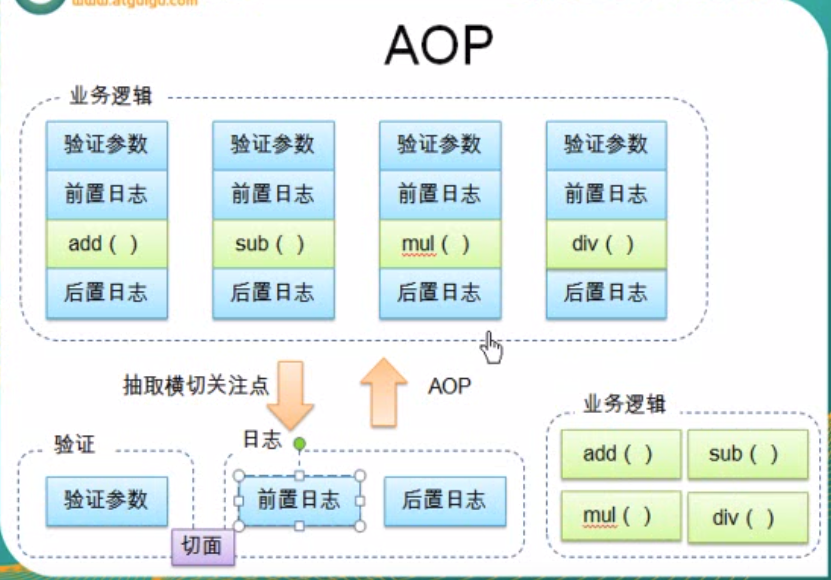 www.atguigu.com
AOP
业务逻辑
验证参数 验证参数 验证参数 验证参数
前置日志 前置日志 前置日志 前置日志
add ( ) sub ( ) mul ( ) div ( )
后置日志 后置日志 后置日志 后置日志
抽取横切关注点 AOP
业务逻辑
验证 日志
add ( ) sub ( )
验证参数 前置日志 后置日志
mul ( ) div ( )
切面